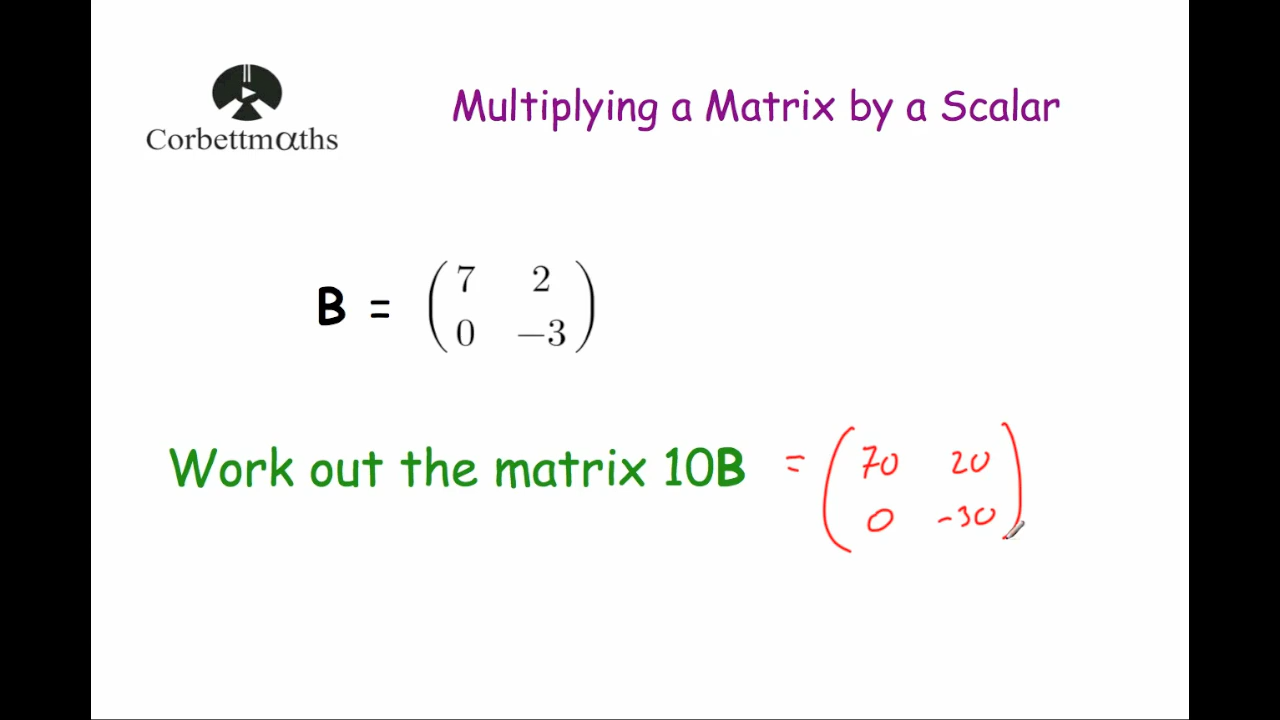 Corbettmαths
Multiplying a Matrix by a Scalar
B = ( 7 2
0 −3 )
Work out the matrix 10B = ( 70 20
0 -30 )